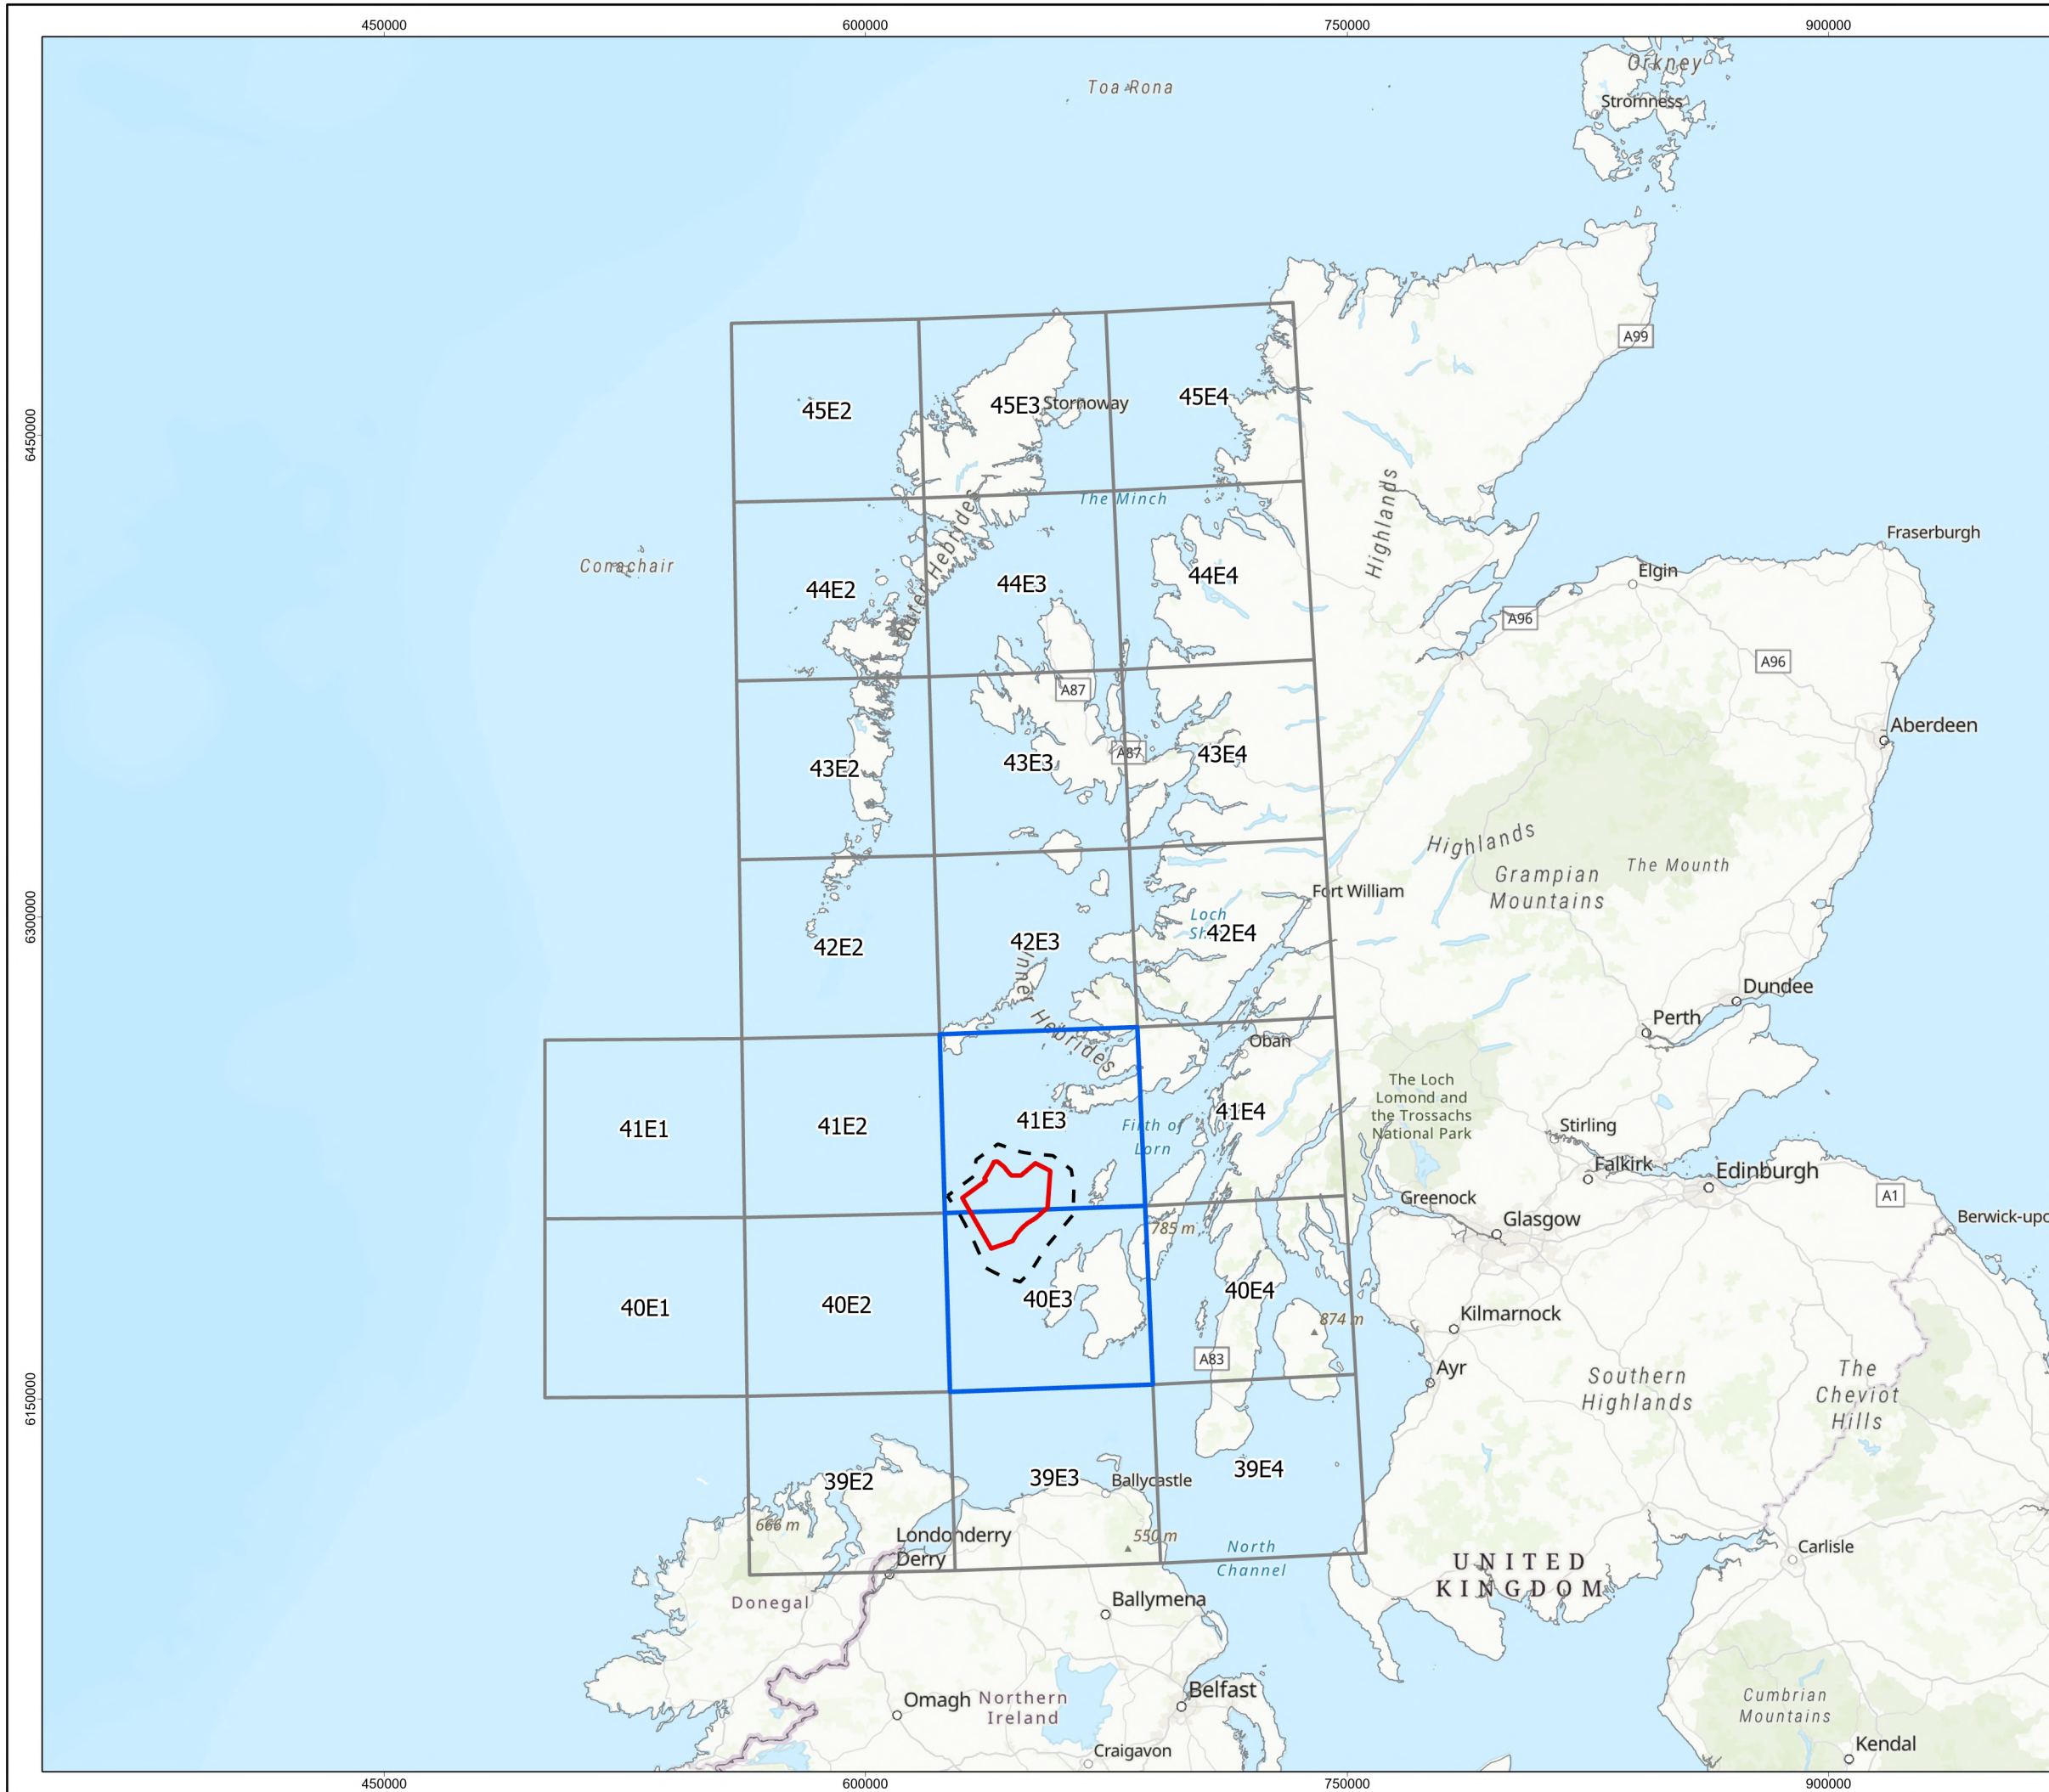 450000 600000 750000 900000
Orkney
Toa Rona
Stromness
A99
45E2
45E3
Stornoway
45E4
6450000
The Minch
Highlands
Fraserburgh
Conachair
Outer Hebrides
44E2
44E3
44E4
Elgin
A96
A96
A87
Aberdeen
43E2
43E3
A87
43E4
Highlands
The Mounth
Grampian
Mountains
Fort William
6300000
Loch
42E2
42E3
42E4
Inner Hebrides
Dundee
Perth
Oban
The Loch
Lomond and
the Trossachs
National Park
41E1
41E2
41E3
41E4
Firth of
Lorn
Stirling
Falkirk
Edinburgh
Greenock
A1
Glasgow
Berwick-upo
785 m
40E1
40E2
40E3
40E4
Kilmarnock
874 m
A83
Ayr
Southern
Highlands
The
Cheviot
Hills
6150000
39E2
39E3
Ballycastle
39E4
666 m
Londonderry
Derry
550 m
North
Channel
UNITED
KINGDOM
Carlisle
Donegal
Ballymena
Omagh
Northern
Ireland
Belfast
Cumbrian
Mountains
Craigavon
Kendal
450000 600000 750000 900000